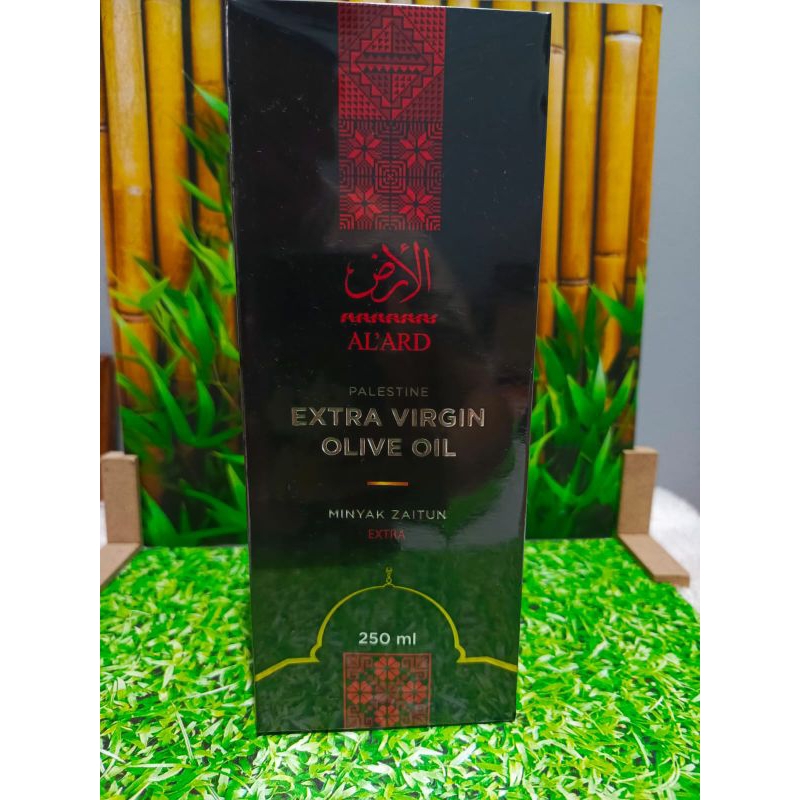 الأرض
AL'ARD
PALESTINE
EXTRA VIRGIN
OLIVE OIL
MINYAK ZAITUN
EXTRA
250 ml